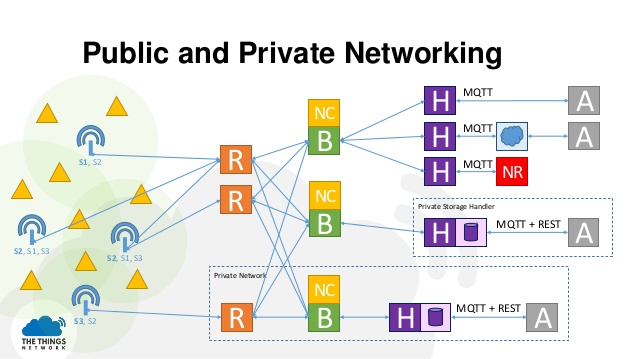 Public and Private Networking
S1, S2
S2, S1, S3
S2, S1, S3
S3, S2
R
R
R
NC
B
NC
B
NC
B
H
MQTT
A
H
MQTT
A
H
MQTT
NR
Private Storage Handler
H
MQTT + REST
A
Private Network
H
MQTT + REST
A
THE THINGS
NETWORK